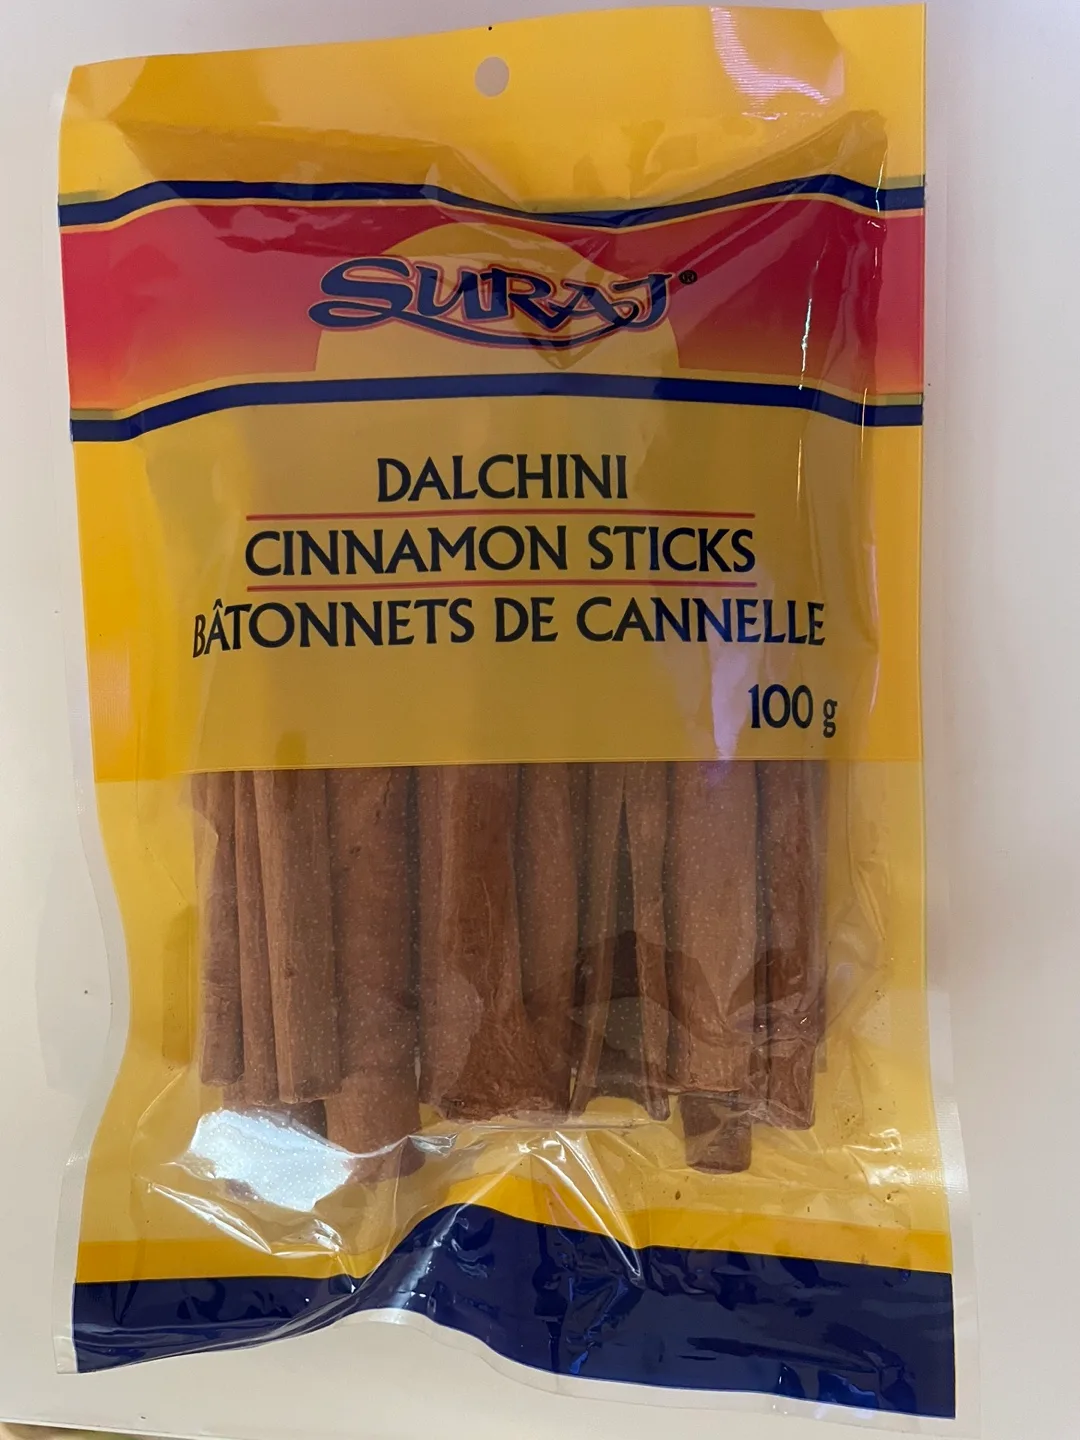 SURAJ®
DALCHINI
CINNAMON STICKS
BÂTONNETS DE CANNELLE
100 g